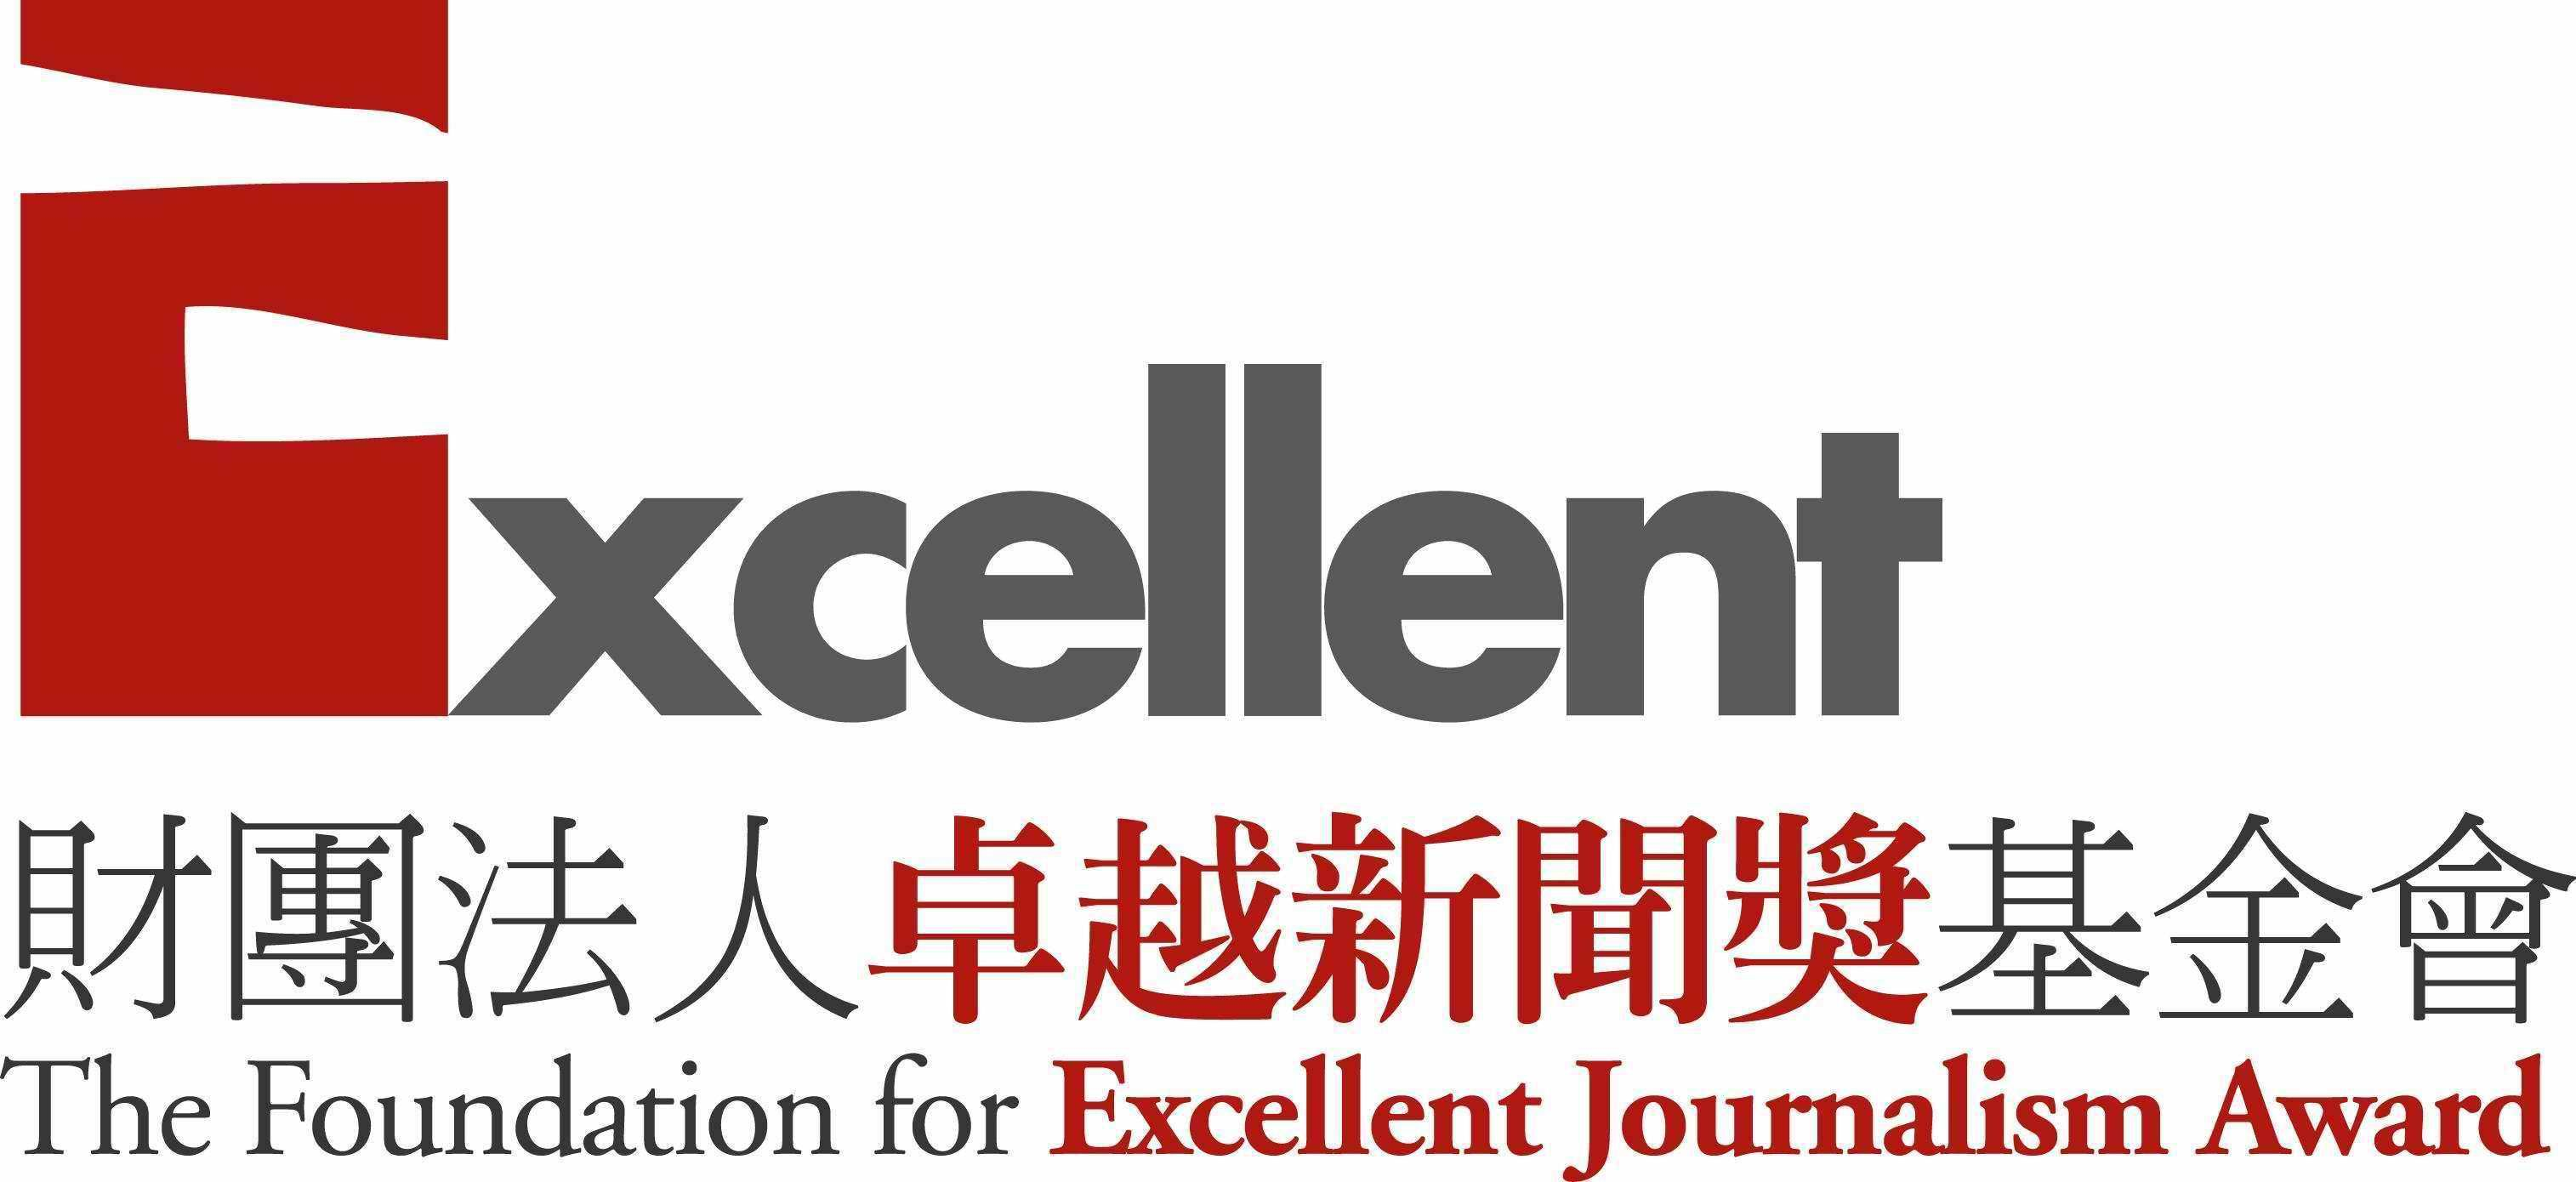 Excellent
財團法人卓越新聞獎基金會
The Foundation for Excellent Journalism Award